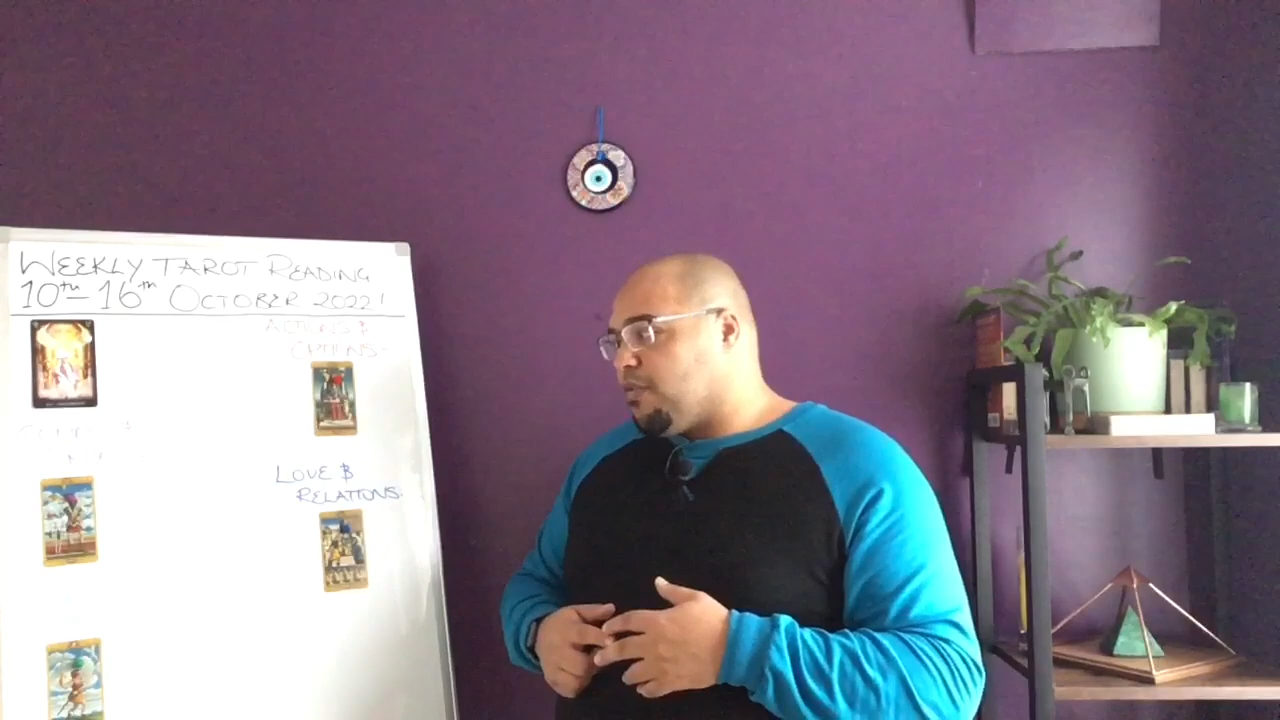 WEEKLY TAROT READING
10th - 16th OCTOBER 2022!
ACTIONS &
OPTIONS:-
LOVE &
RELATIONS:-